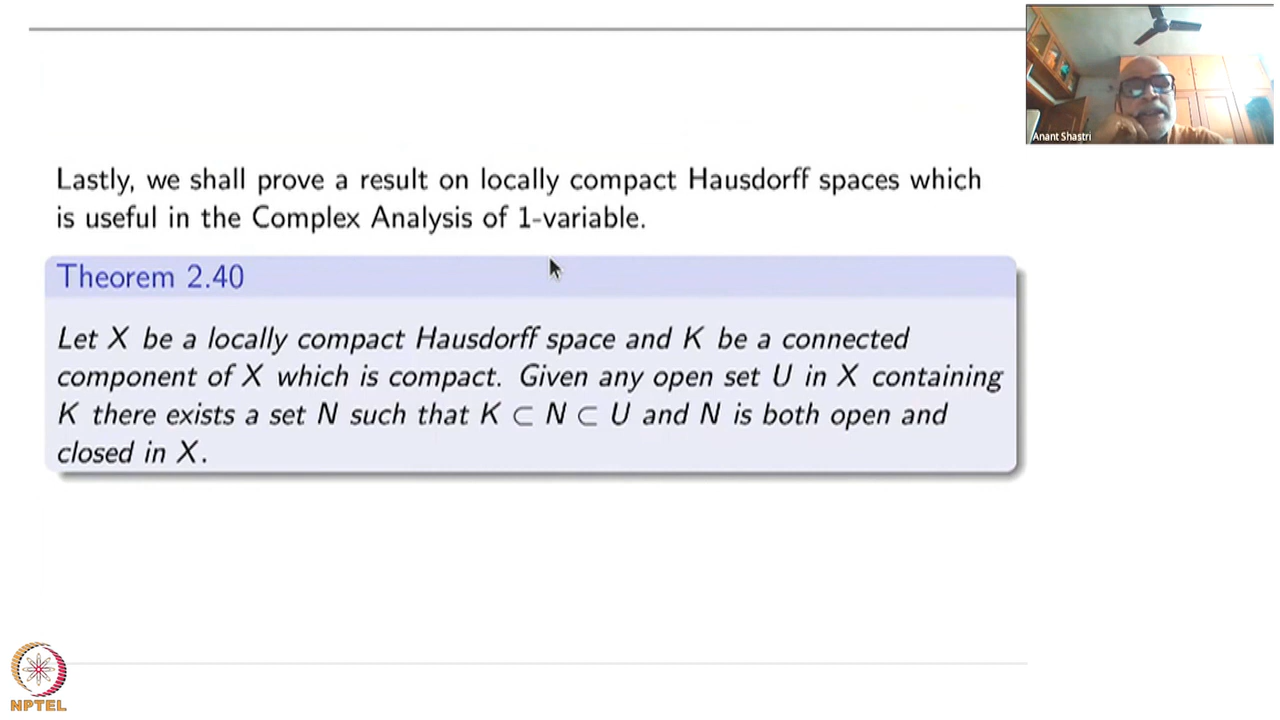 Anant Shastri
Lastly, we shall prove a result on locally compact Hausdorff spaces which
is useful in the Complex Analysis of 1-variable.
Theorem 2.40
Let X be a locally compact Hausdorff space and K be a connected
component of X which is compact. Given any open set U in X containing
K there exists a set N such that K ⊂ N ⊂ U and N is both open and
closed in X.
NPTEL